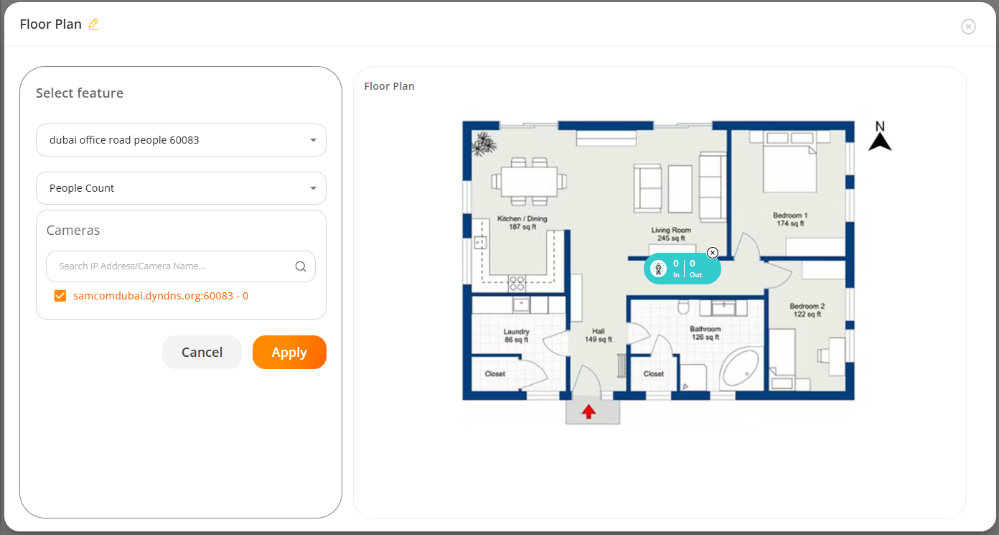 Floor Plan
Select feature
dubai office road people 60083
People Count
Cameras
Search IP Address/Camera Name...
samcomdubai.dyndns.org:60083 - 0
Cancel
Apply
Floor Plan
N
Kitchen / Dining
187 sq ft
Living Room
245 sq ft
Bedroom 1
174 sq ft
0 0
In Out
Bedroom 2
122 sq ft
Laundry
86 sq ft
Hall
149 sq ft
Bathroom
126 sq ft
Closet
Closet